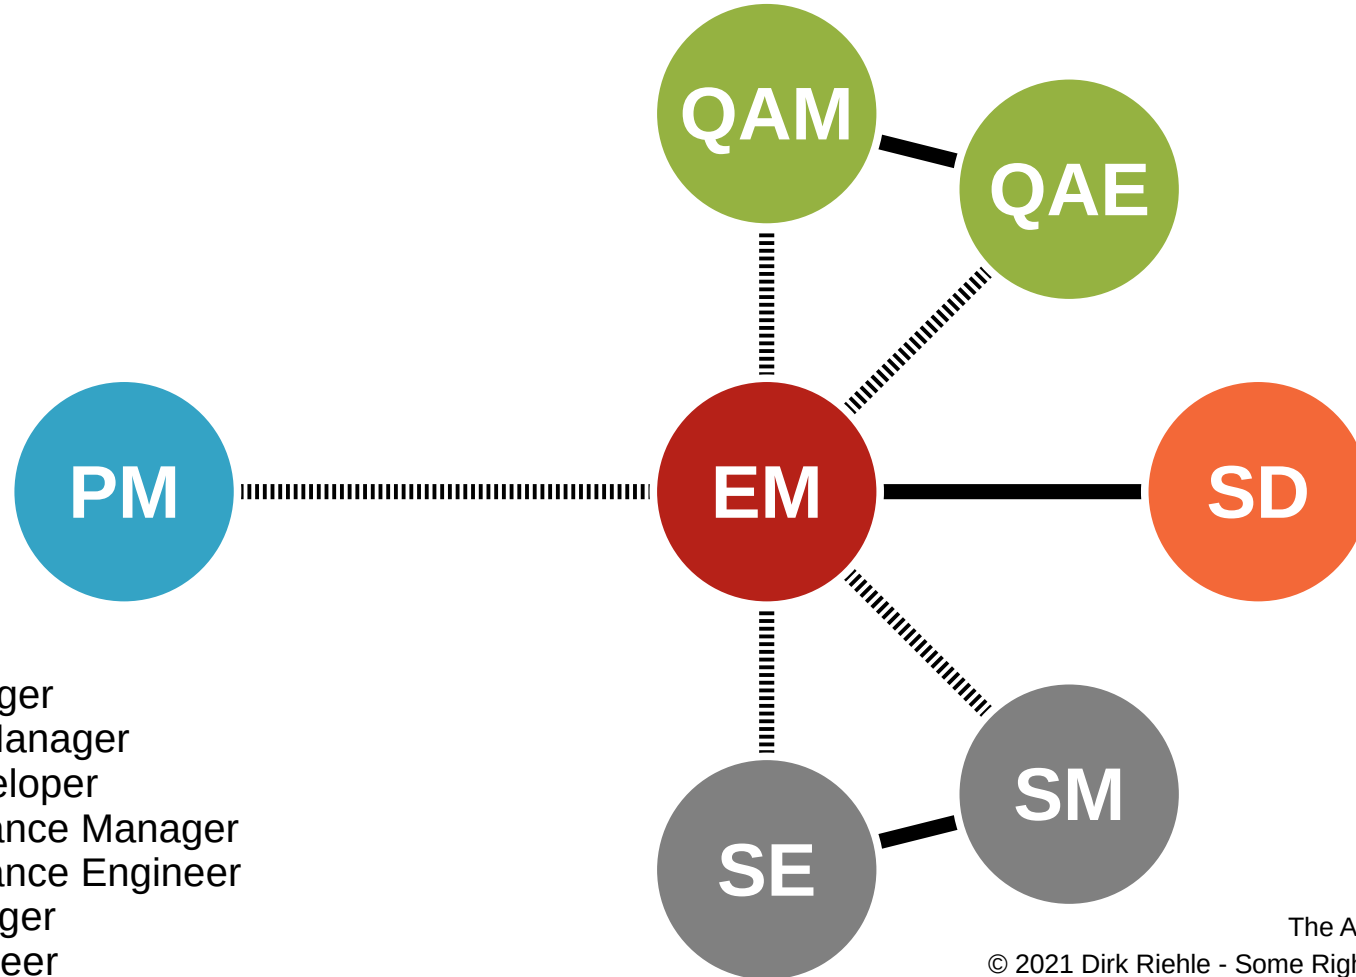 QAM
QAE
PM
EM
SD
SM
SE
ger
Manager
eloper
ance Manager
ance Engineer
ger
eer
The A
© 2021 Dirk Riehle - Some Righ